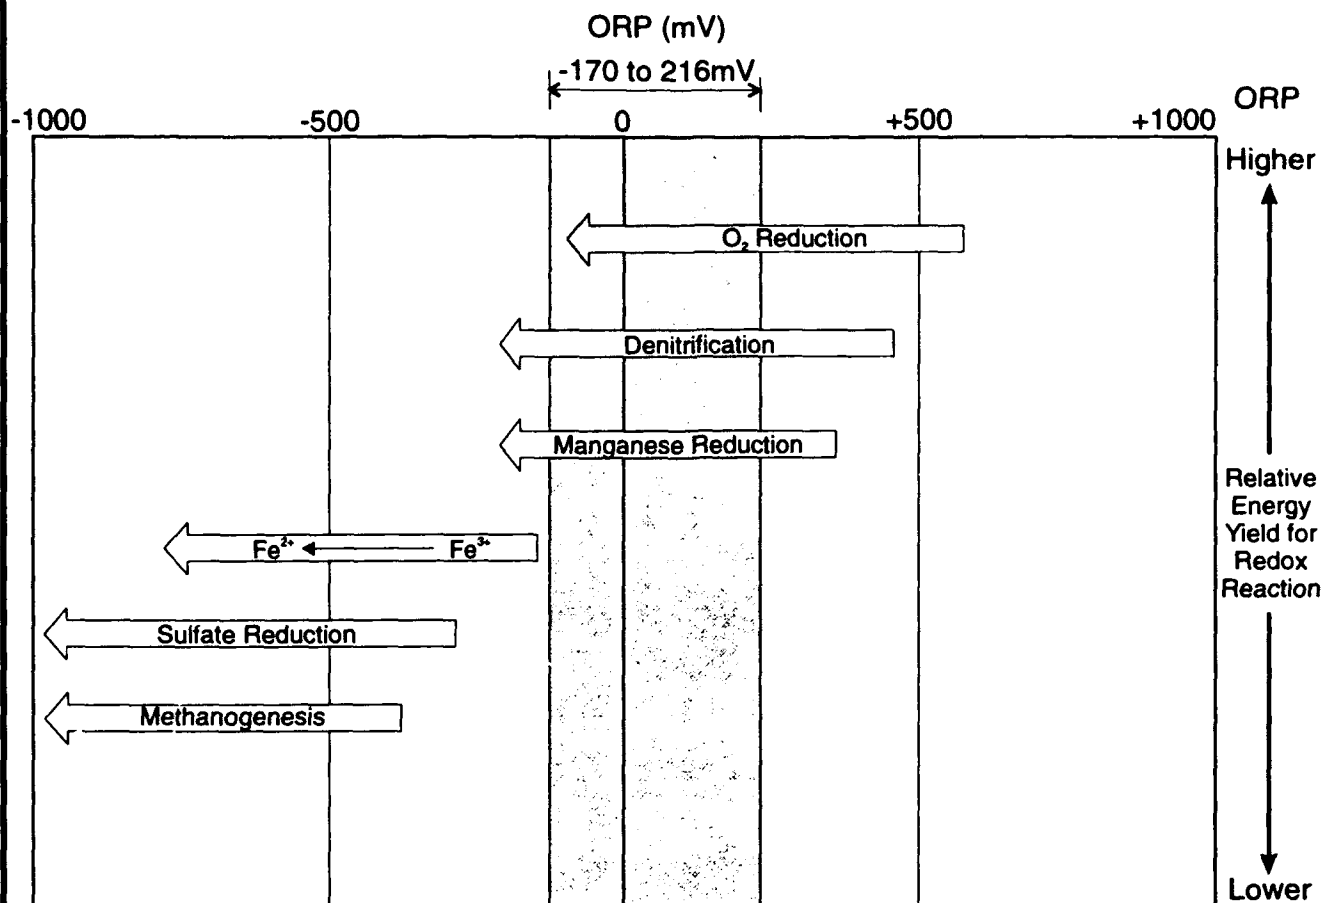 ORP (mV)
-170 to 216mV
ORP
-1000 -500 0 +500 +1000
Higher
O₂ Reduction
Denitrification
Manganese Reduction
Fe²⁺ Fe³⁺
Sulfate Reduction
Methanogenesis
Relative
Energy
Yield for
Redox
Reaction
Lower